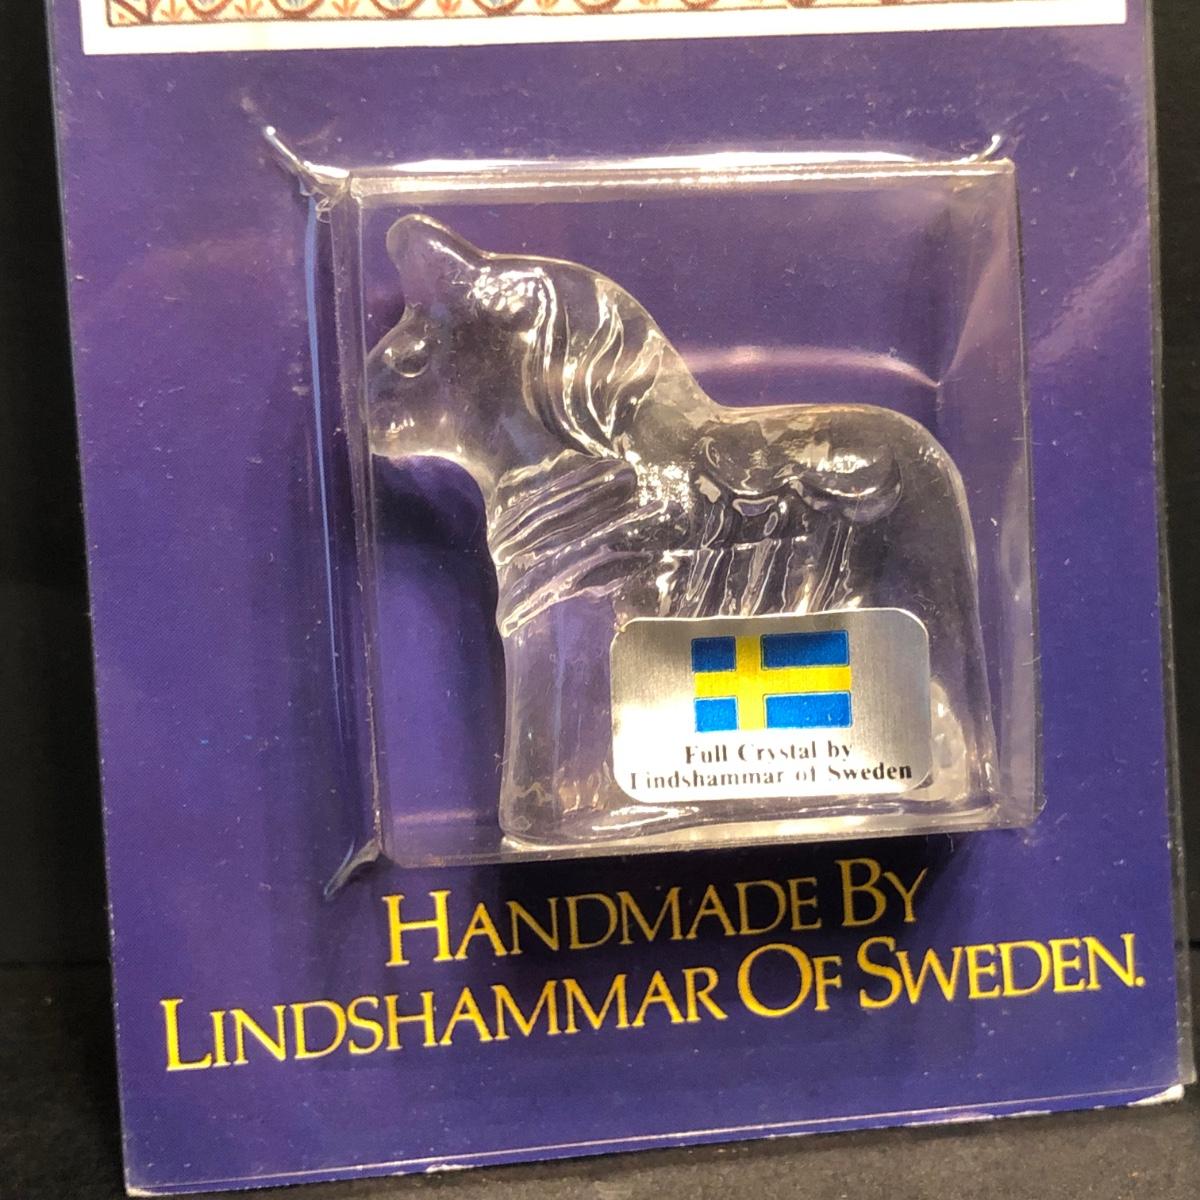 Full Crystal by
Lindshammar of Sweden
HANDMADE BY
LINDSHAMMAR OF SWEDEN.